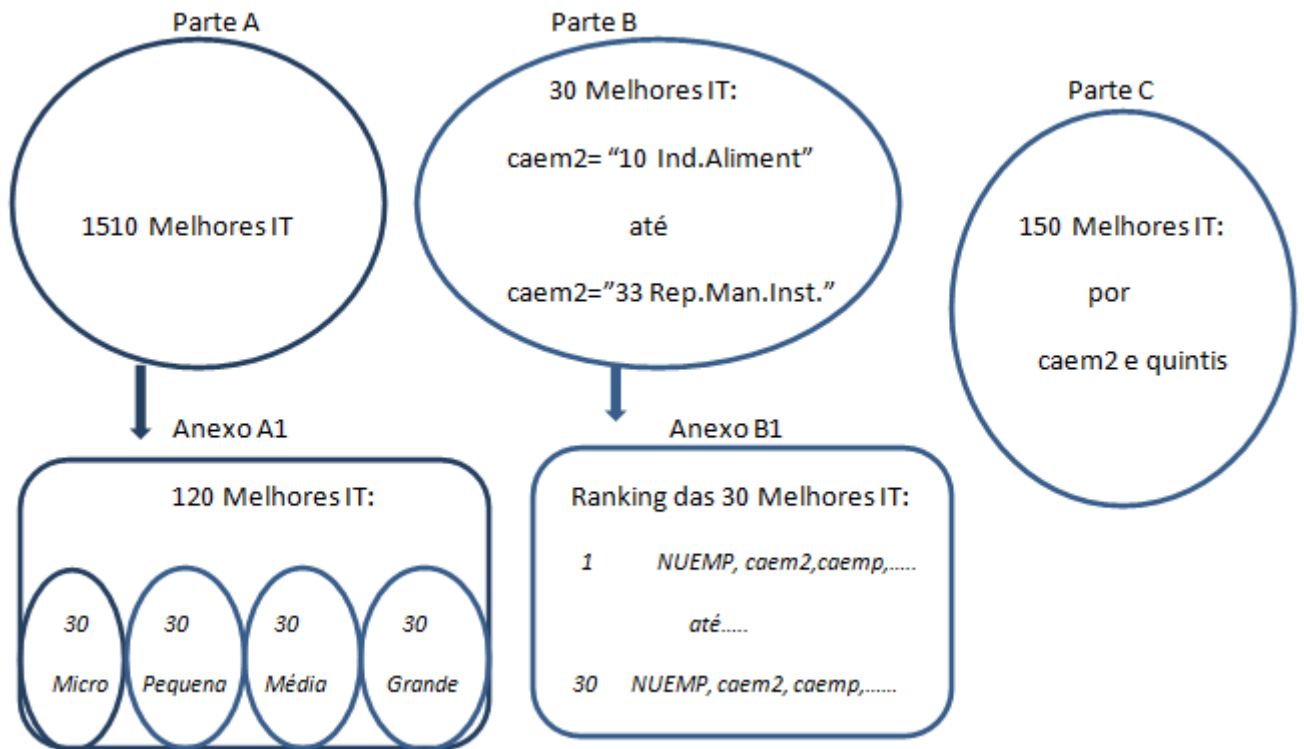 Parte A
1510 Melhores IT
Parte B
30 Melhores IT:
caem2= “10 Ind.Aliment”
até
caem2=”33 Rep.Man.Inst.”
Parte C
150 Melhores IT:
por
caem2 e quintis
Anexo A1
120 Melhores IT:
30 30 30 30
Micro Pequena Média Grande
Anexo B1
Ranking das 30 Melhores IT:
1 NUEMP, caem2,caemp,.....
até.....
30 NUEMP, caem2, caemp,......